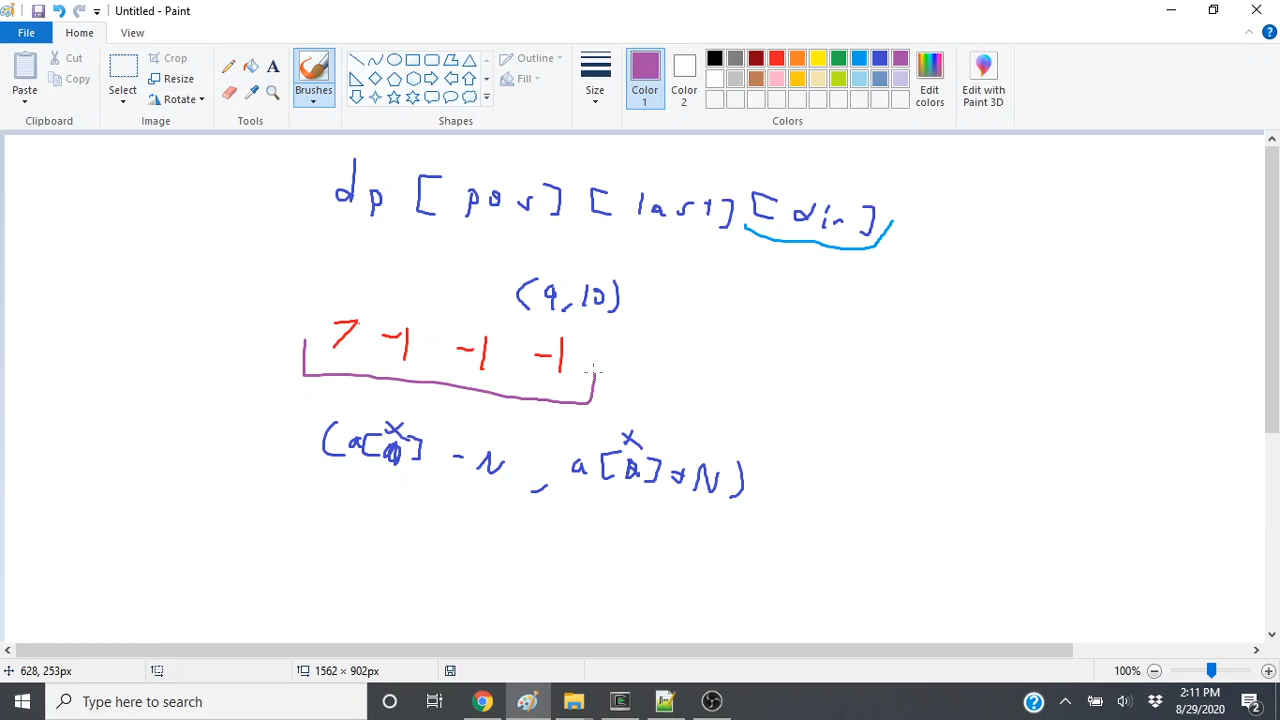 Untitled - Paint
File Home View
Paste Cut Copy Clipboard
Select Crop Resize Rotate Image
A Tools
Brushes
Outline Fill Shapes
Size
Color 1 Color 2 Edit colors Colors
Edit with Paint 3D
dp [ pos ] [ last ] [ dir ]
(9, 10)
7 -1 -1 -1
(a[x] - N , a[x] + N)
628, 253px 1562 × 902px 100%
Type here to search
2:11 PM
8/29/2020
2